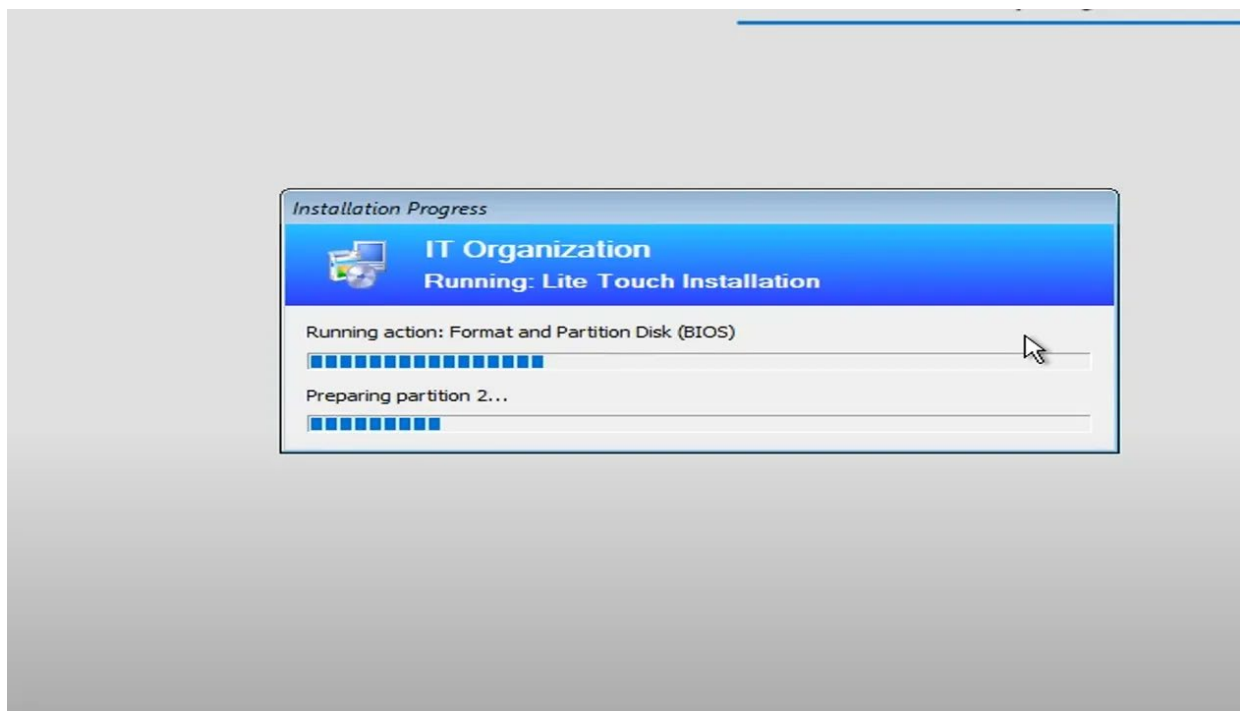 Installation Progress
IT Organization
Running: Lite Touch Installation
Running action: Format and Partition Disk (BIOS)
Preparing partition 2...